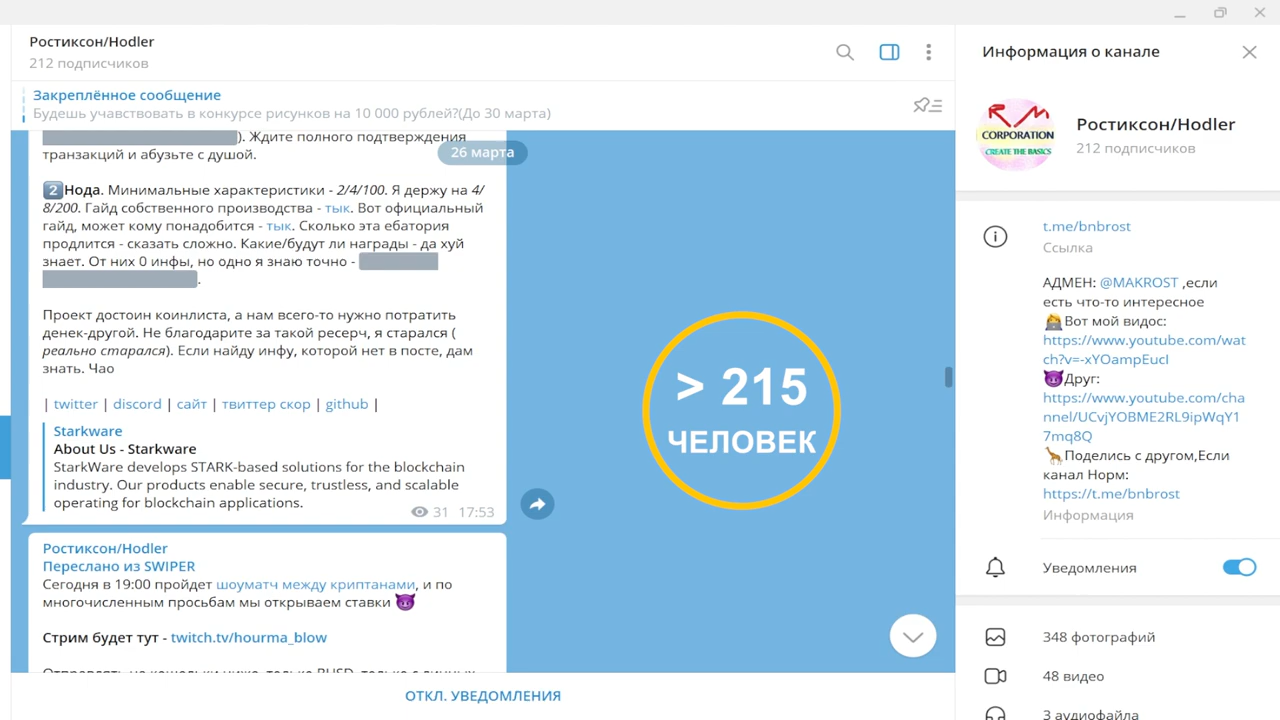 Ростиксон/Hodler
212 подписчиков
Закреплённое сообщение
Будешь учавствовать в конкурсе рисунков на 10 000 рублей?(До 30 марта)
26 марта
). Ждите полного подтверждения
транзакций и абузьте с душой.
2 Нода. Минимальные характеристики - 2/4/100. Я держу на 4/
8/200. Гайд собственного производства - тык. Вот официальный
гайд, может кому понадобится - тык. Сколько эта ебатория
продлится - сказать сложно. Какие/будут ли награды - да хуй
знает. От них 0 инфы, но одно я знаю точно -
.
Проект достоин коинлиста, а нам всего-то нужно потратить
денек-другой. Не благодарите за такой ресерч, я старался (
реально старался). Если найду инфу, которой нет в посте, дам
знать. Чао
| twitter | discord | сайт | твиттер скор | github |
Starkware
About Us - Starkware
StarkWare develops STARK-based solutions for the blockchain
industry. Our products enable secure, trustless, and scalable
operating for blockchain applications.
31 17:53
Ростиксон/Hodler
Переслано из SWIPER
Сегодня в 19:00 пройдет шоуматч между криптанами, и по
многочисленным просьбам мы открываем ставки
Стрим будет тут - twitch.tv/hourma_blow
ОТКЛ. УВЕДОМЛЕНИЯ
> 215
ЧЕЛОВЕК
Информация о канале
RM
CORPORATION
CREATE THE BASICS
Ростиксон/Hodler
212 подписчиков
t.me/bnbrost
Ссылка
АДМЕН: @MAKROST ,если
есть что-то интересное
Вот мой видос:
https://www.youtube.com/wat
ch?v=-xYOampEucI
Друг:
https://www.youtube.com/cha
nnel/UCvjYOBME2RL9ipWqY1
7mq8Q
Поделись с другом,Если
канал Норм:
https://t.me/bnbrost
Информация
Уведомления
348 фотографий
48 видео
3 аудиофайла